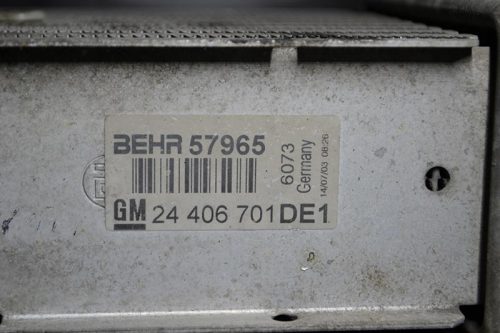 BEHR 57965
6073
Germany
14/07/03 08:26
GM 24 406 701 DE1